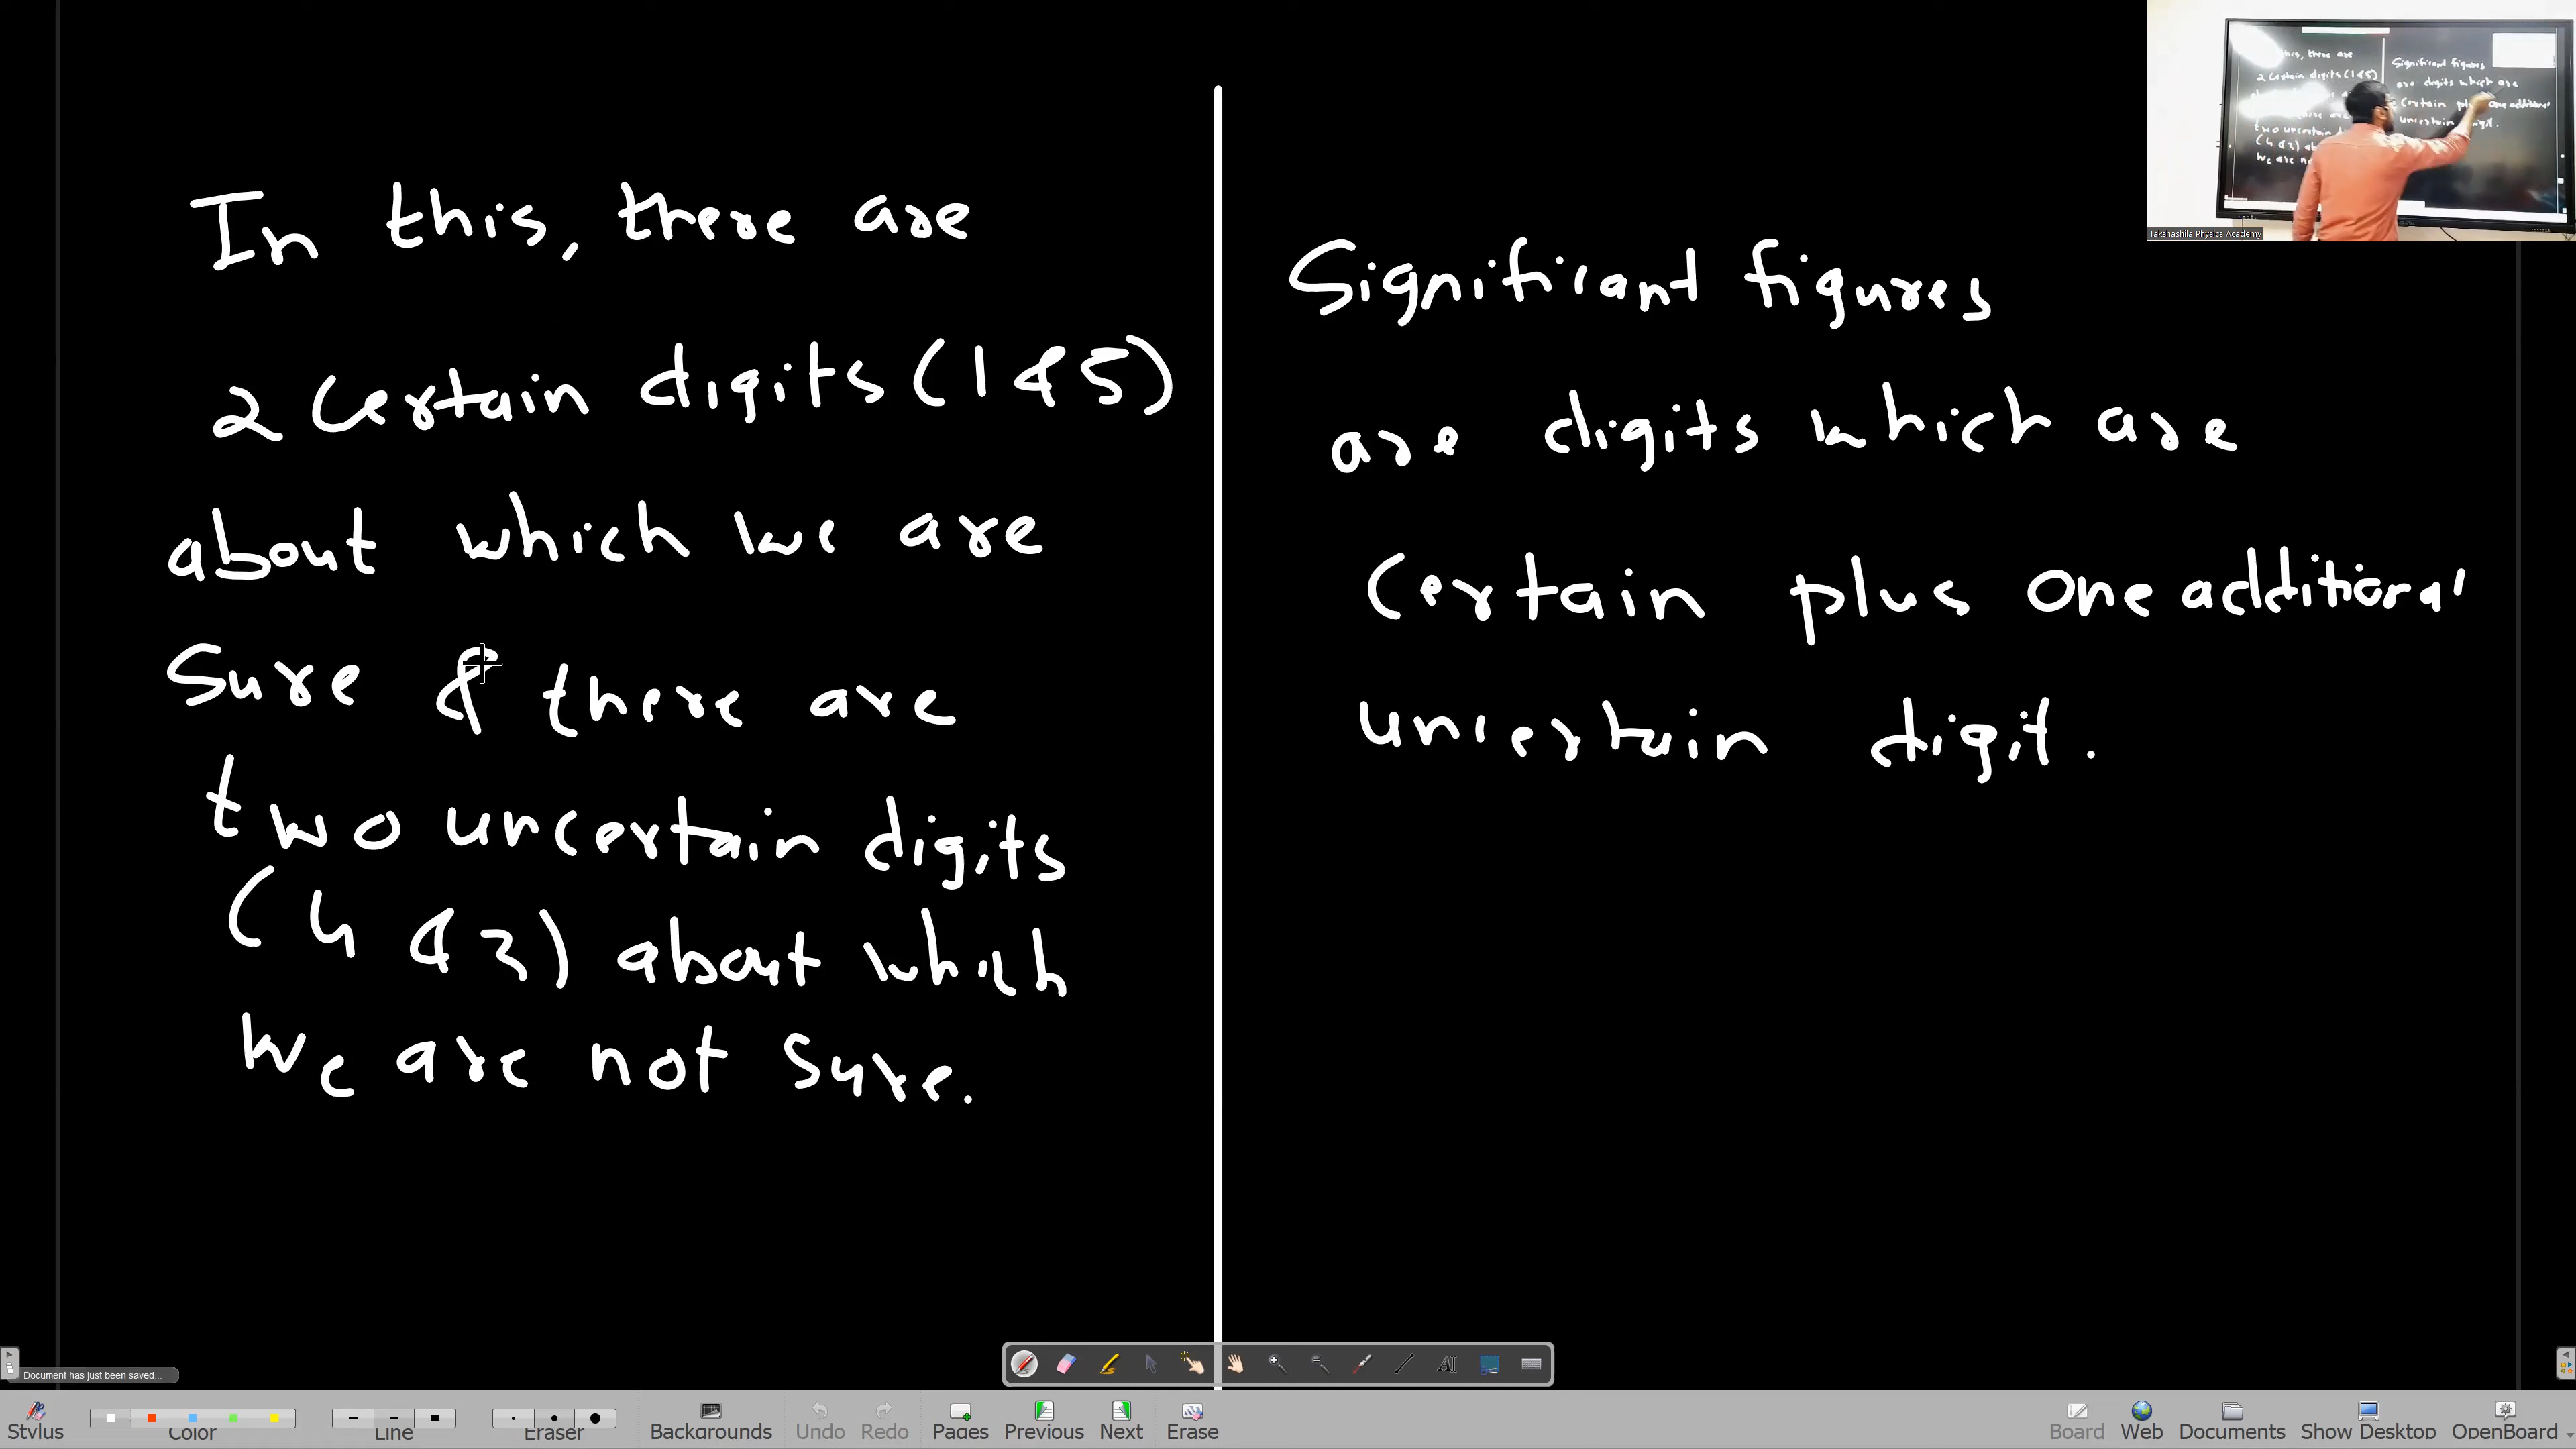 In this, there are
2 certain digits (1 & 5)
about which we are
Sure & there are
two uncertain digits
(4 & 3) about which
we are not sure.
Significant figures
are digits which are
Certain plus one additional
uncertain digit.
Takshashila Physics Academy
Document has just been saved...
Stylus
Color
Line
Eraser
Backgrounds
Undo
Redo
Pages
Previous
Next
Erase
Board
Web
Documents
Show Desktop
OpenBoard